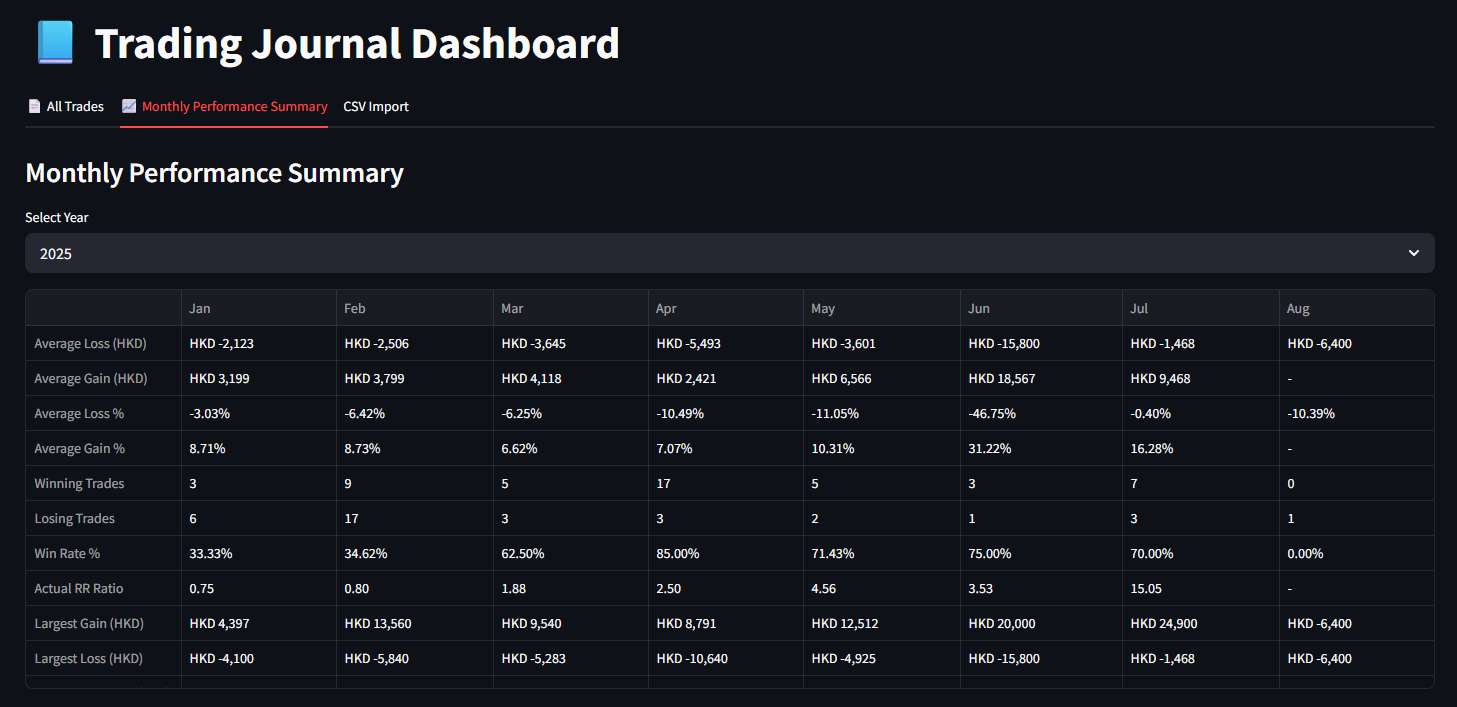 Trading Journal Dashboard
All Trades Monthly Performance Summary CSV Import
Monthly Performance Summary
Select Year
2025
Jan Feb Mar Apr May Jun Jul Aug
Average Loss (HKD) HKD -2,123 HKD -2,506 HKD -3,645 HKD -5,493 HKD -3,601 HKD -15,800 HKD -1,468 HKD -6,400
Average Gain (HKD) HKD 3,199 HKD 3,799 HKD 4,118 HKD 2,421 HKD 6,566 HKD 18,567 HKD 9,468 -
Average Loss % -3.03% -6.42% -6.25% -10.49% -11.05% -46.75% -0.40% -10.39%
Average Gain % 8.71% 8.73% 6.62% 7.07% 10.31% 31.22% 16.28% -
Winning Trades 3 9 5 17 5 3 7 0
Losing Trades 6 17 3 3 2 1 3 1
Win Rate % 33.33% 34.62% 62.50% 85.00% 71.43% 75.00% 70.00% 0.00%
Actual RR Ratio 0.75 0.80 1.88 2.50 4.56 3.53 15.05 -
Largest Gain (HKD) HKD 4,397 HKD 13,560 HKD 9,540 HKD 8,791 HKD 12,512 HKD 20,000 HKD 24,900 HKD -6,400
Largest Loss (HKD) HKD -4,100 HKD -5,840 HKD -5,283 HKD -10,640 HKD -4,925 HKD -15,800 HKD -1,468 HKD -6,400